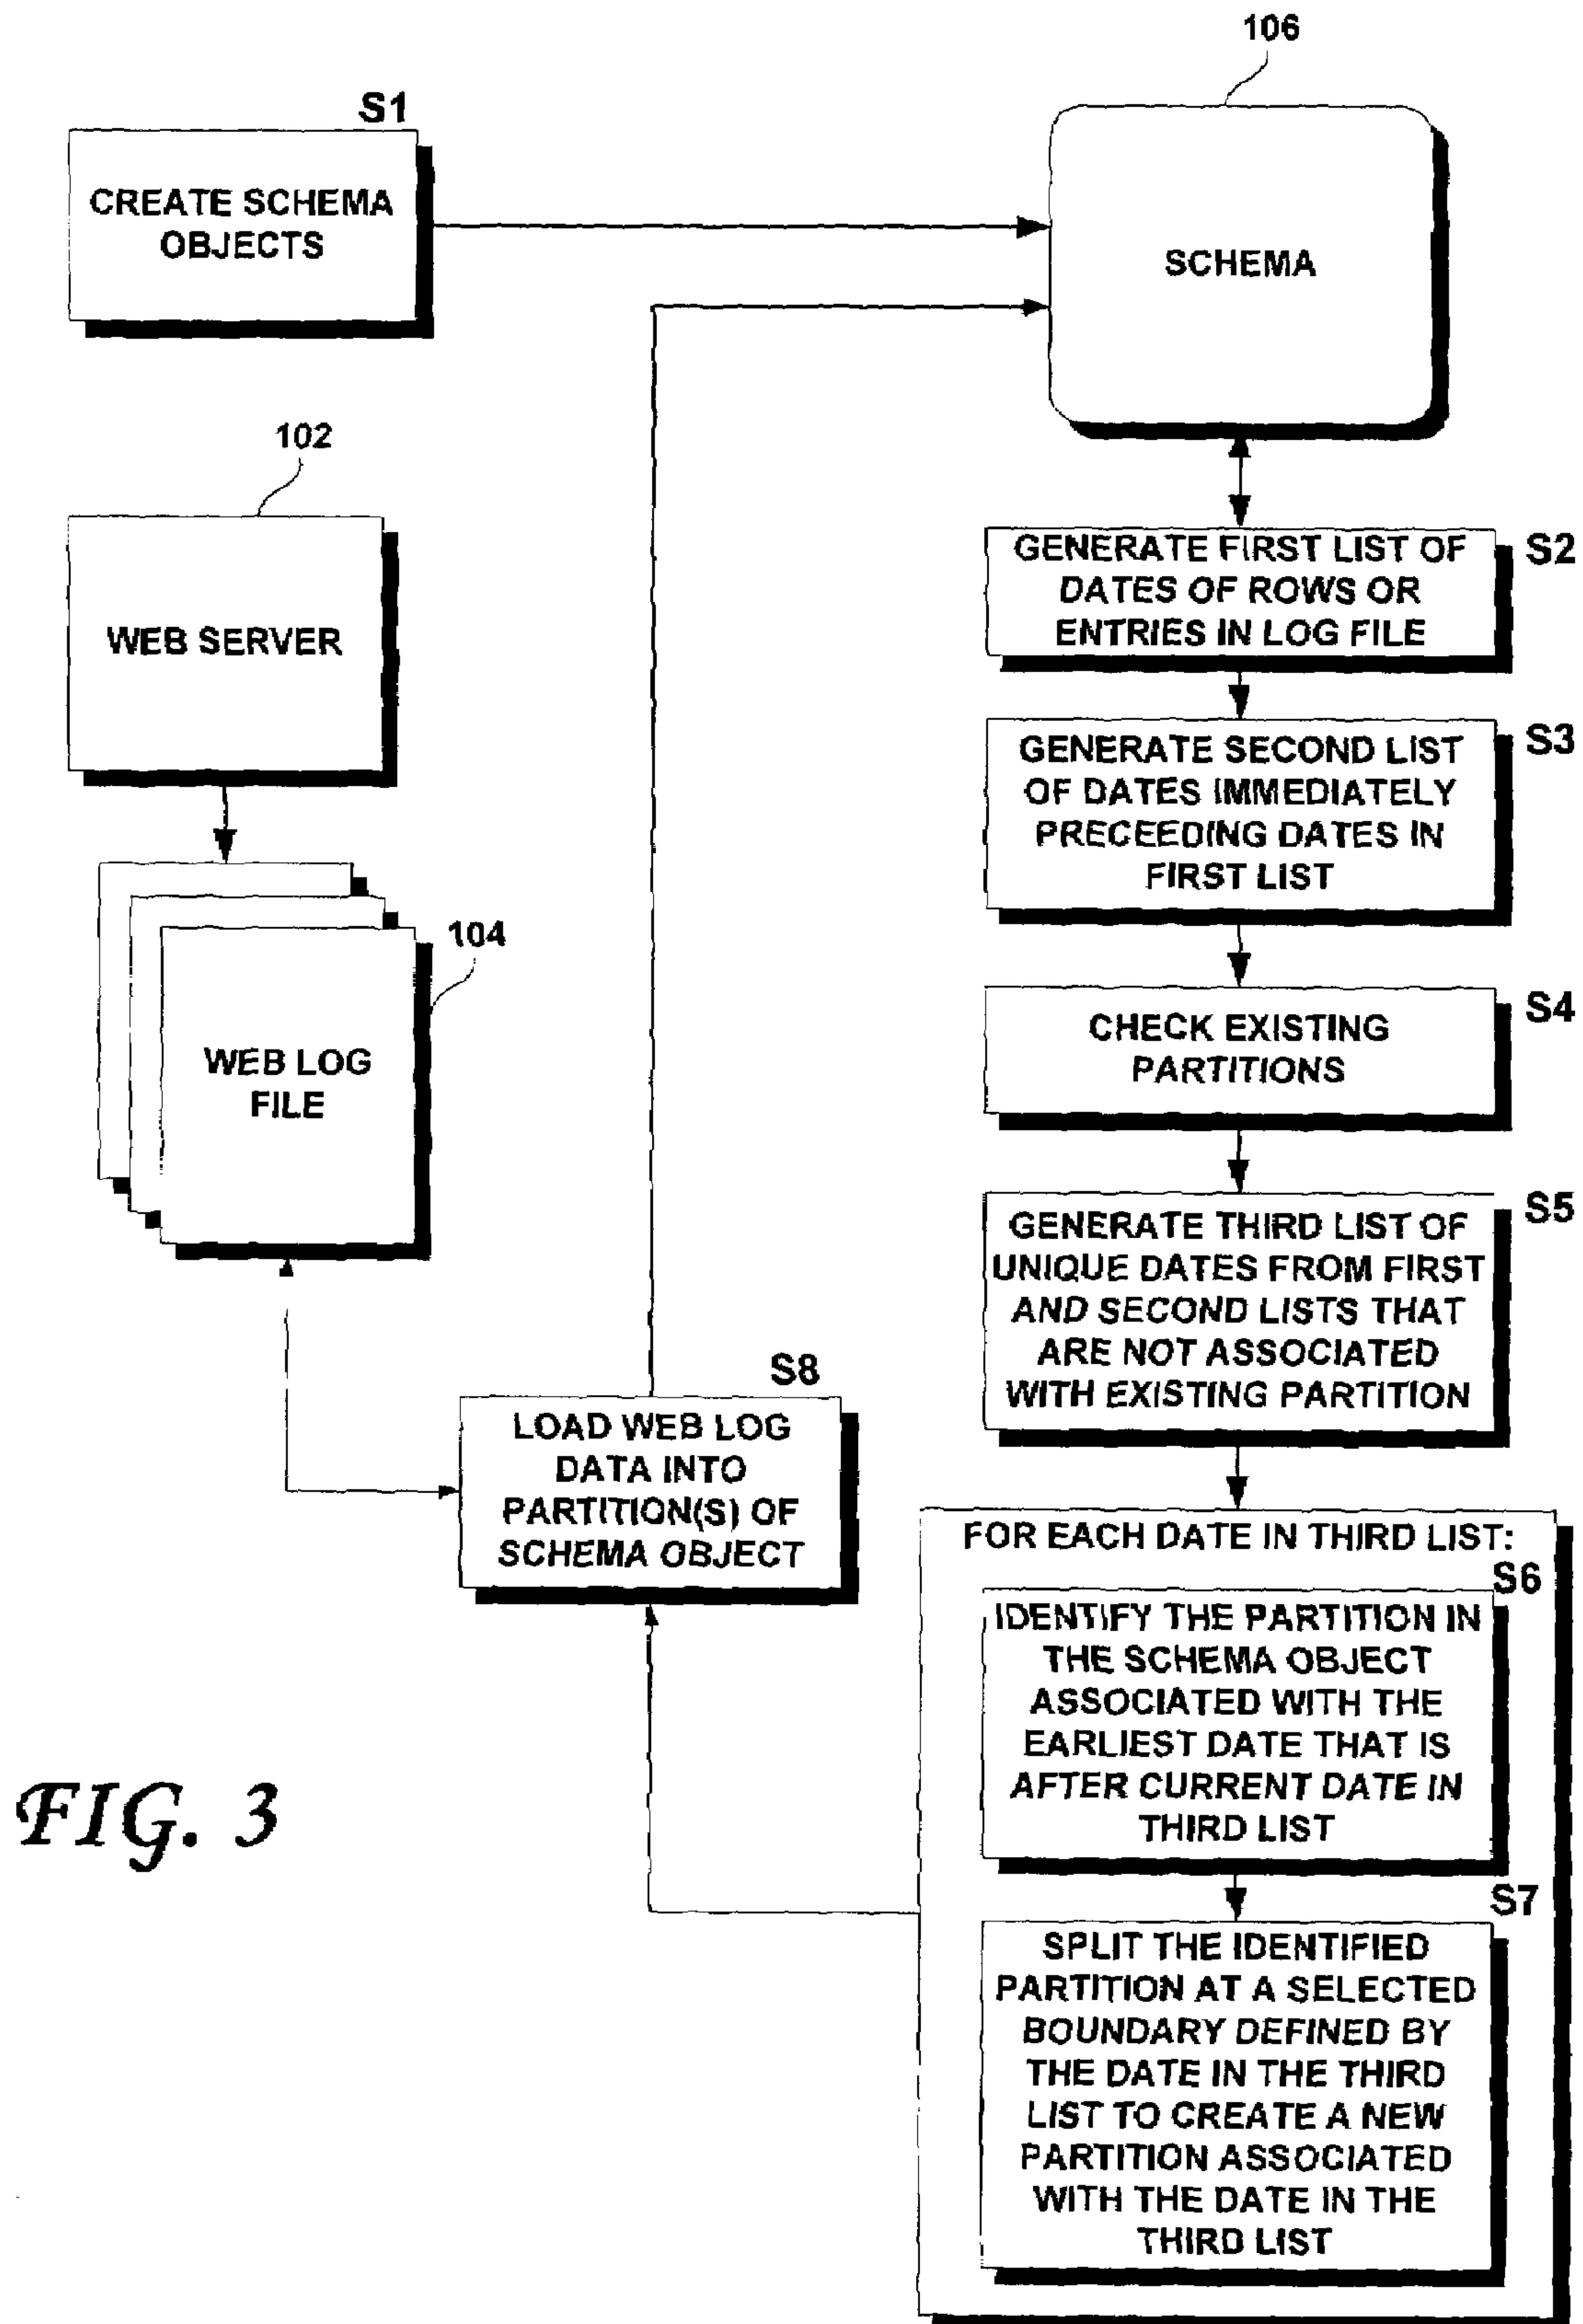 106
S1
CREATE SCHEMA
OBJECTS
SCHEMA
102
WEB SERVER
104
WEB LOG
FILE
S2
GENERATE FIRST LIST OF
DATES OF ROWS OR
ENTRIES IN LOG FILE
S3
GENERATE SECOND LIST
OF DATES IMMEDIATELY
PRECEEDING DATES IN
FIRST LIST
S4
CHECK EXISTING
PARTITIONS
S5
GENERATE THIRD LIST OF
UNIQUE DATES FROM FIRST
AND SECOND LISTS THAT
ARE NOT ASSOCIATED
WITH EXISTING PARTITION
FOR EACH DATE IN THIRD LIST:
S6
IDENTIFY THE PARTITION IN
THE SCHEMA OBJECT
ASSOCIATED WITH THE
EARLIEST DATE THAT IS
AFTER CURRENT DATE IN
THIRD LIST
S7
SPLIT THE IDENTIFIED
PARTITION AT A SELECTED
BOUNDARY DEFINED BY
THE DATE IN THE THIRD
LIST TO CREATE A NEW
PARTITION ASSOCIATED
WITH THE DATE IN THE
THIRD LIST
S8
LOAD WEB LOG
DATA INTO
PARTITION(S) OF
SCHEMA OBJECT
FIG. 3